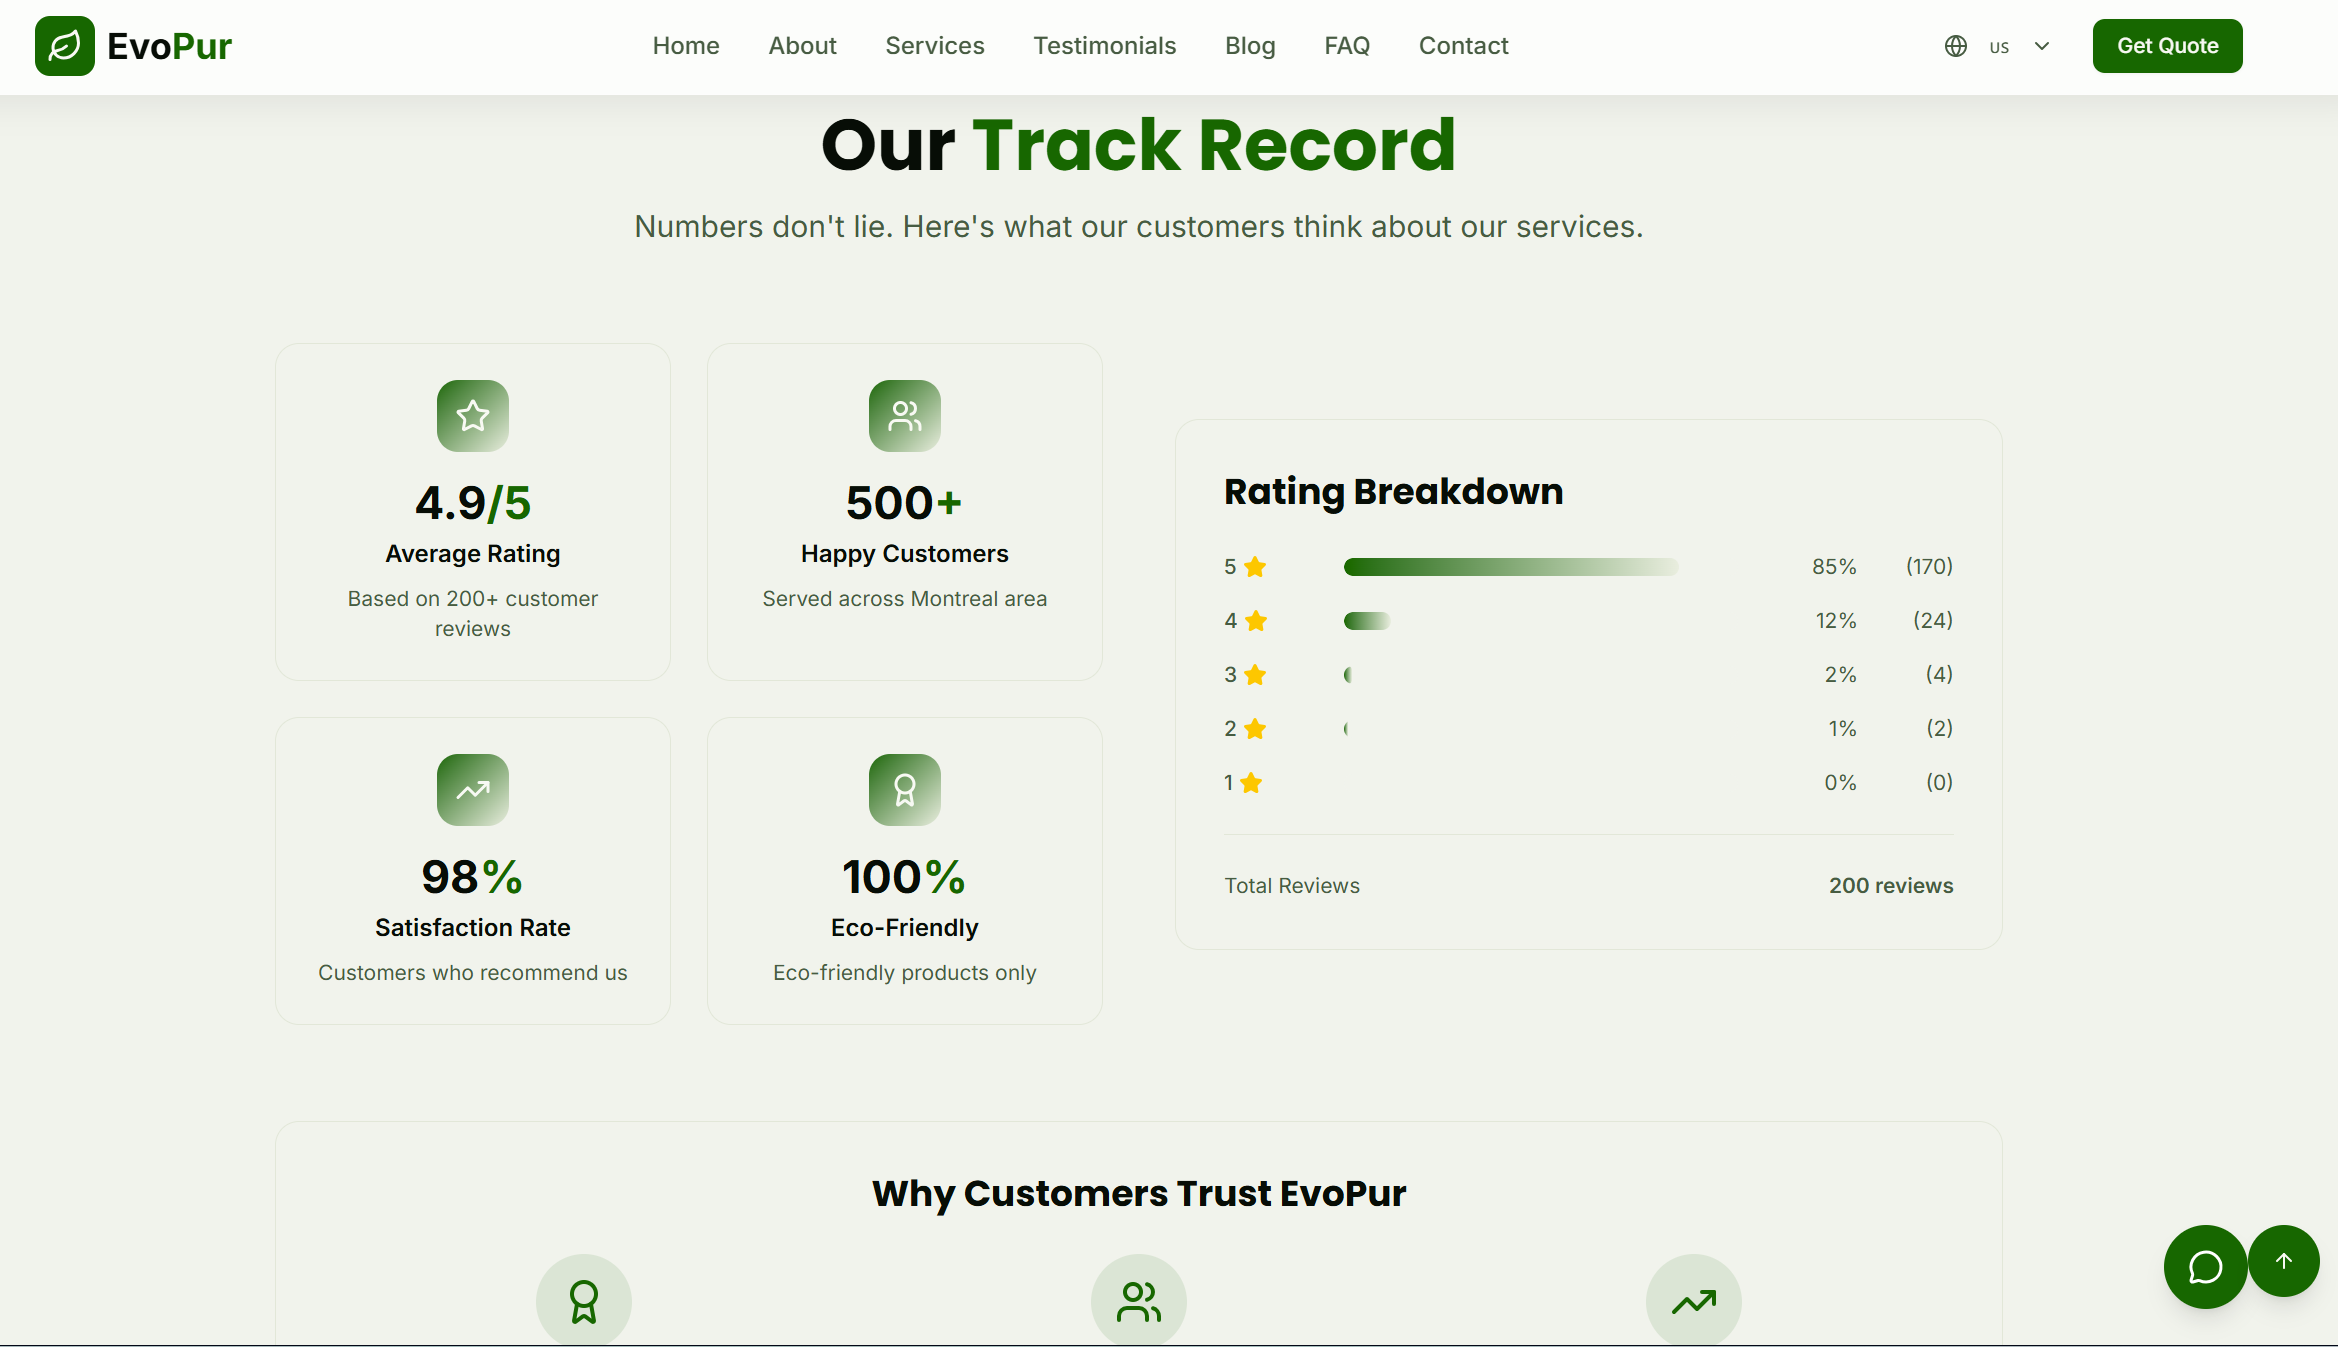 EvoPur
Home
About
Services
Testimonials
Blog
FAQ
Contact
US
Get Quote
Our Track Record
Numbers don't lie. Here's what our customers think about our services.
4.9/5
Average Rating
Based on 200+ customer
reviews
500+
Happy Customers
Served across Montreal area
98%
Satisfaction Rate
Customers who recommend us
100%
Eco-Friendly
Eco-friendly products only
Rating Breakdown
5 85% (170)
4 12% (24)
3 2% (4)
2 1% (2)
1 0% (0)
Total Reviews 200 reviews
Why Customers Trust EvoPur